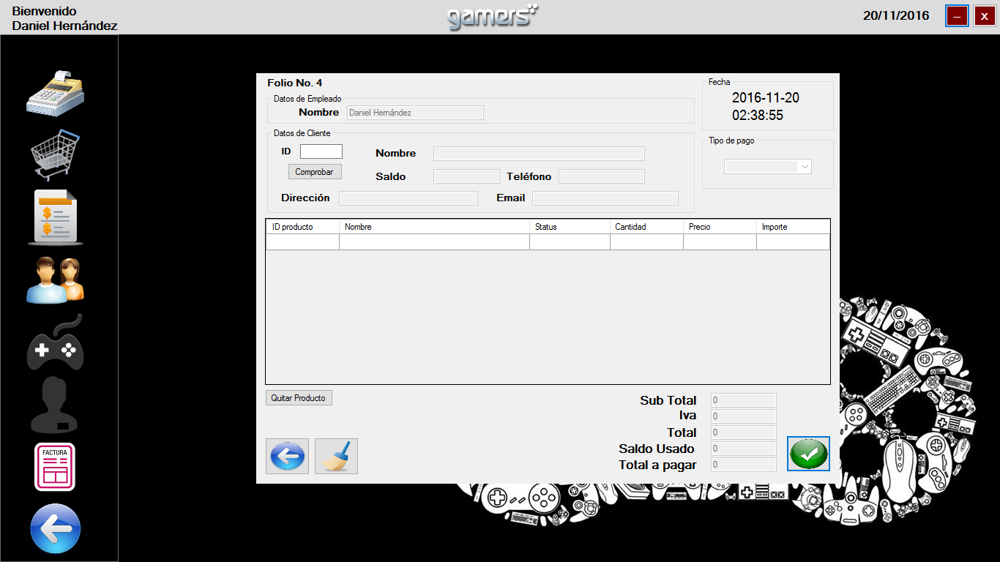 Bienvenido
Daniel Hernández
gamers
20/11/2016
–
X
Folio No. 4
Datos de Empleado
Nombre
Daniel Hernández
Fecha
2016-11-20
02:38:55
Datos de Cliente
ID
Nombre
Comprobar
Saldo
Teléfono
Dirección
Email
Tipo de pago
ID producto Nombre Status Cantidad Precio Importe
Quitar Producto
Sub Total 0
Iva 0
Total 0
Saldo Usado 0
Total a pagar 0
FACTURA